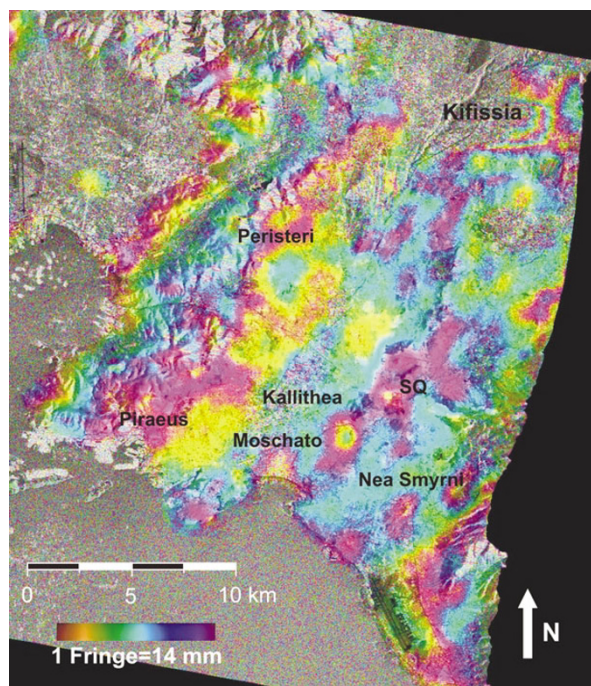 Kifissia
Peristeri
SQ
Kallithea
Piraeus
Moschato
Nea Smyrni
0 5 10 km
1 Fringe=14 mm
N